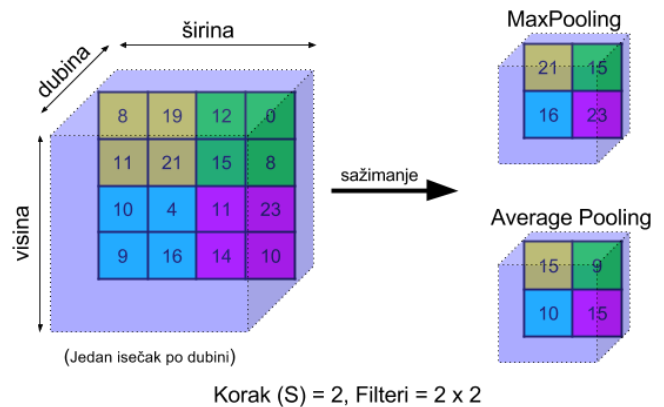 širina
dubina
visina
8 19 12 0
11 21 15 8
10 4 11 23
9 16 14 10
(Jedan isečak po dubini)
sažimanje
MaxPooling
21 15
16 23
Average Pooling
15 9
10 15
Korak (S) = 2, Filteri = 2 x 2